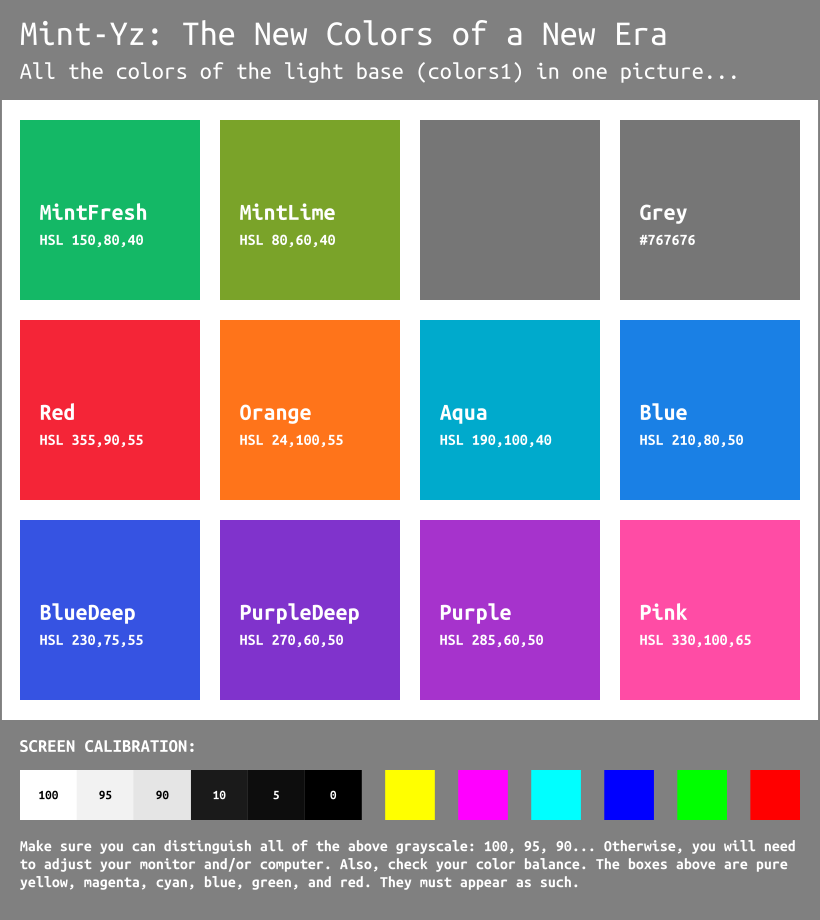 Mint-Yz: The New Colors of a New Era
All the colors of the light base (colors1) in one picture...
MintFresh
HSL 150,80,40
MintLime
HSL 80,60,40
Grey
#767676
Red
HSL 355,90,55
Orange
HSL 24,100,55
Aqua
HSL 190,100,40
Blue
HSL 210,80,50
BlueDeep
HSL 230,75,55
PurpleDeep
HSL 270,60,50
Purple
HSL 285,60,50
Pink
HSL 330,100,65
SCREEN CALIBRATION:
100 95 90 10 5 0
Make sure you can distinguish all of the above grayscale: 100, 95, 90... Otherwise, you will need
to adjust your monitor and/or computer. Also, check your color balance. The boxes above are pure
yellow, magenta, cyan, blue, green, and red. They must appear as such.